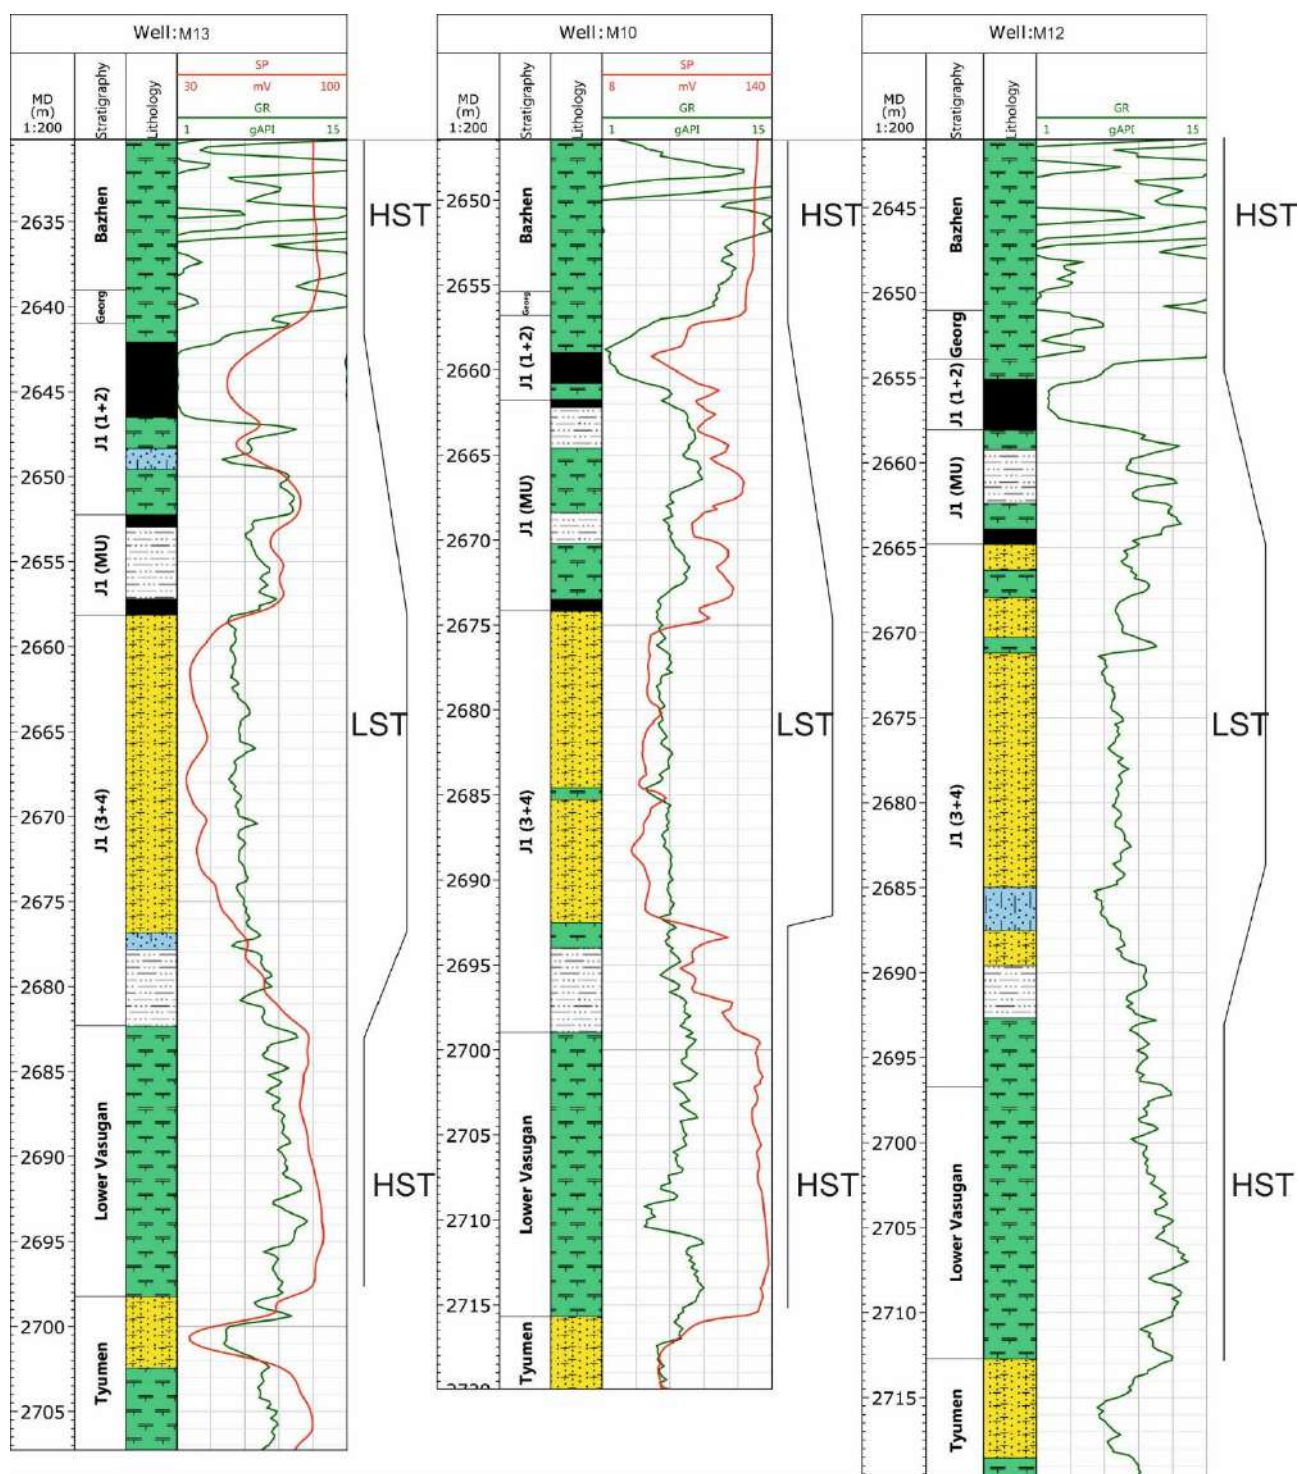 Well:M13
MD
(m)
1:200
Stratigraphy
Lithology
SP
30 mV 100
GR
1 gAPI 15
2635
2640
2645
2650
2655
2660
2665
2670
2675
2680
2685
2690
2695
2700
2705
Bazhen
Georg
J1 (1+2)
J1 (MU)
J1 (3+4)
Lower Vasugan
Tyumen
HST
LST
HST
Well:M10
MD
(m)
1:200
Stratigraphy
Lithology
SP
8 mV 140
GR
1 gAPI 15
2650
2655
2660
2665
2670
2675
2680
2685
2690
2695
2700
2705
2710
2715
2720
Bazhen
Georg
J1 (1+2)
J1 (MU)
J1 (3+4)
Lower Vasugan
Tyumen
HST
LST
HST
Well:M12
MD
(m)
1:200
Stratigraphy
Lithology
GR
1 gAPI 15
2645
2650
2655
2660
2665
2670
2675
2680
2685
2690
2695
2700
2705
2710
2715
Bazhen
Georg
J1 (1+2)
J1 (MU)
J1 (3+4)
Lower Vasugan
Tyumen
HST
LST
HST